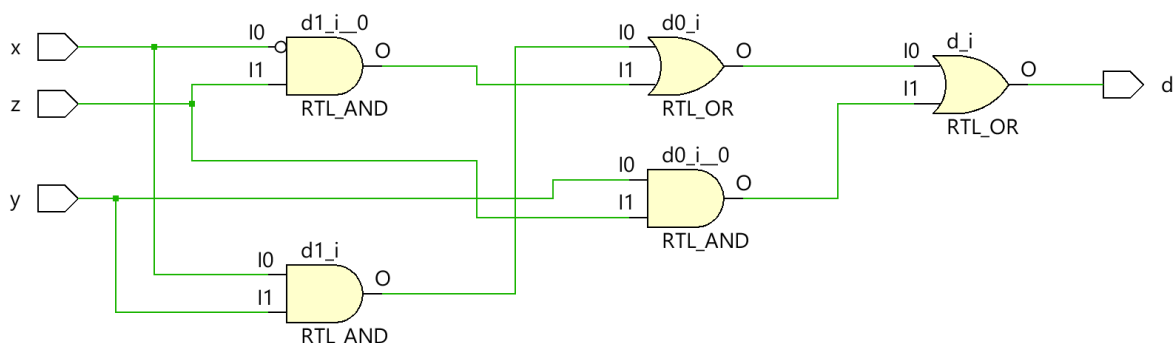 x
z
y
d1_i__0
I0
I1
O
RTL_AND
d1_i
I0
I1
O
RTL_AND
d0_i
I0
I1
O
RTL_OR
d0_i__0
I0
I1
O
RTL_AND
d_i
I0
I1
O
RTL_OR
d